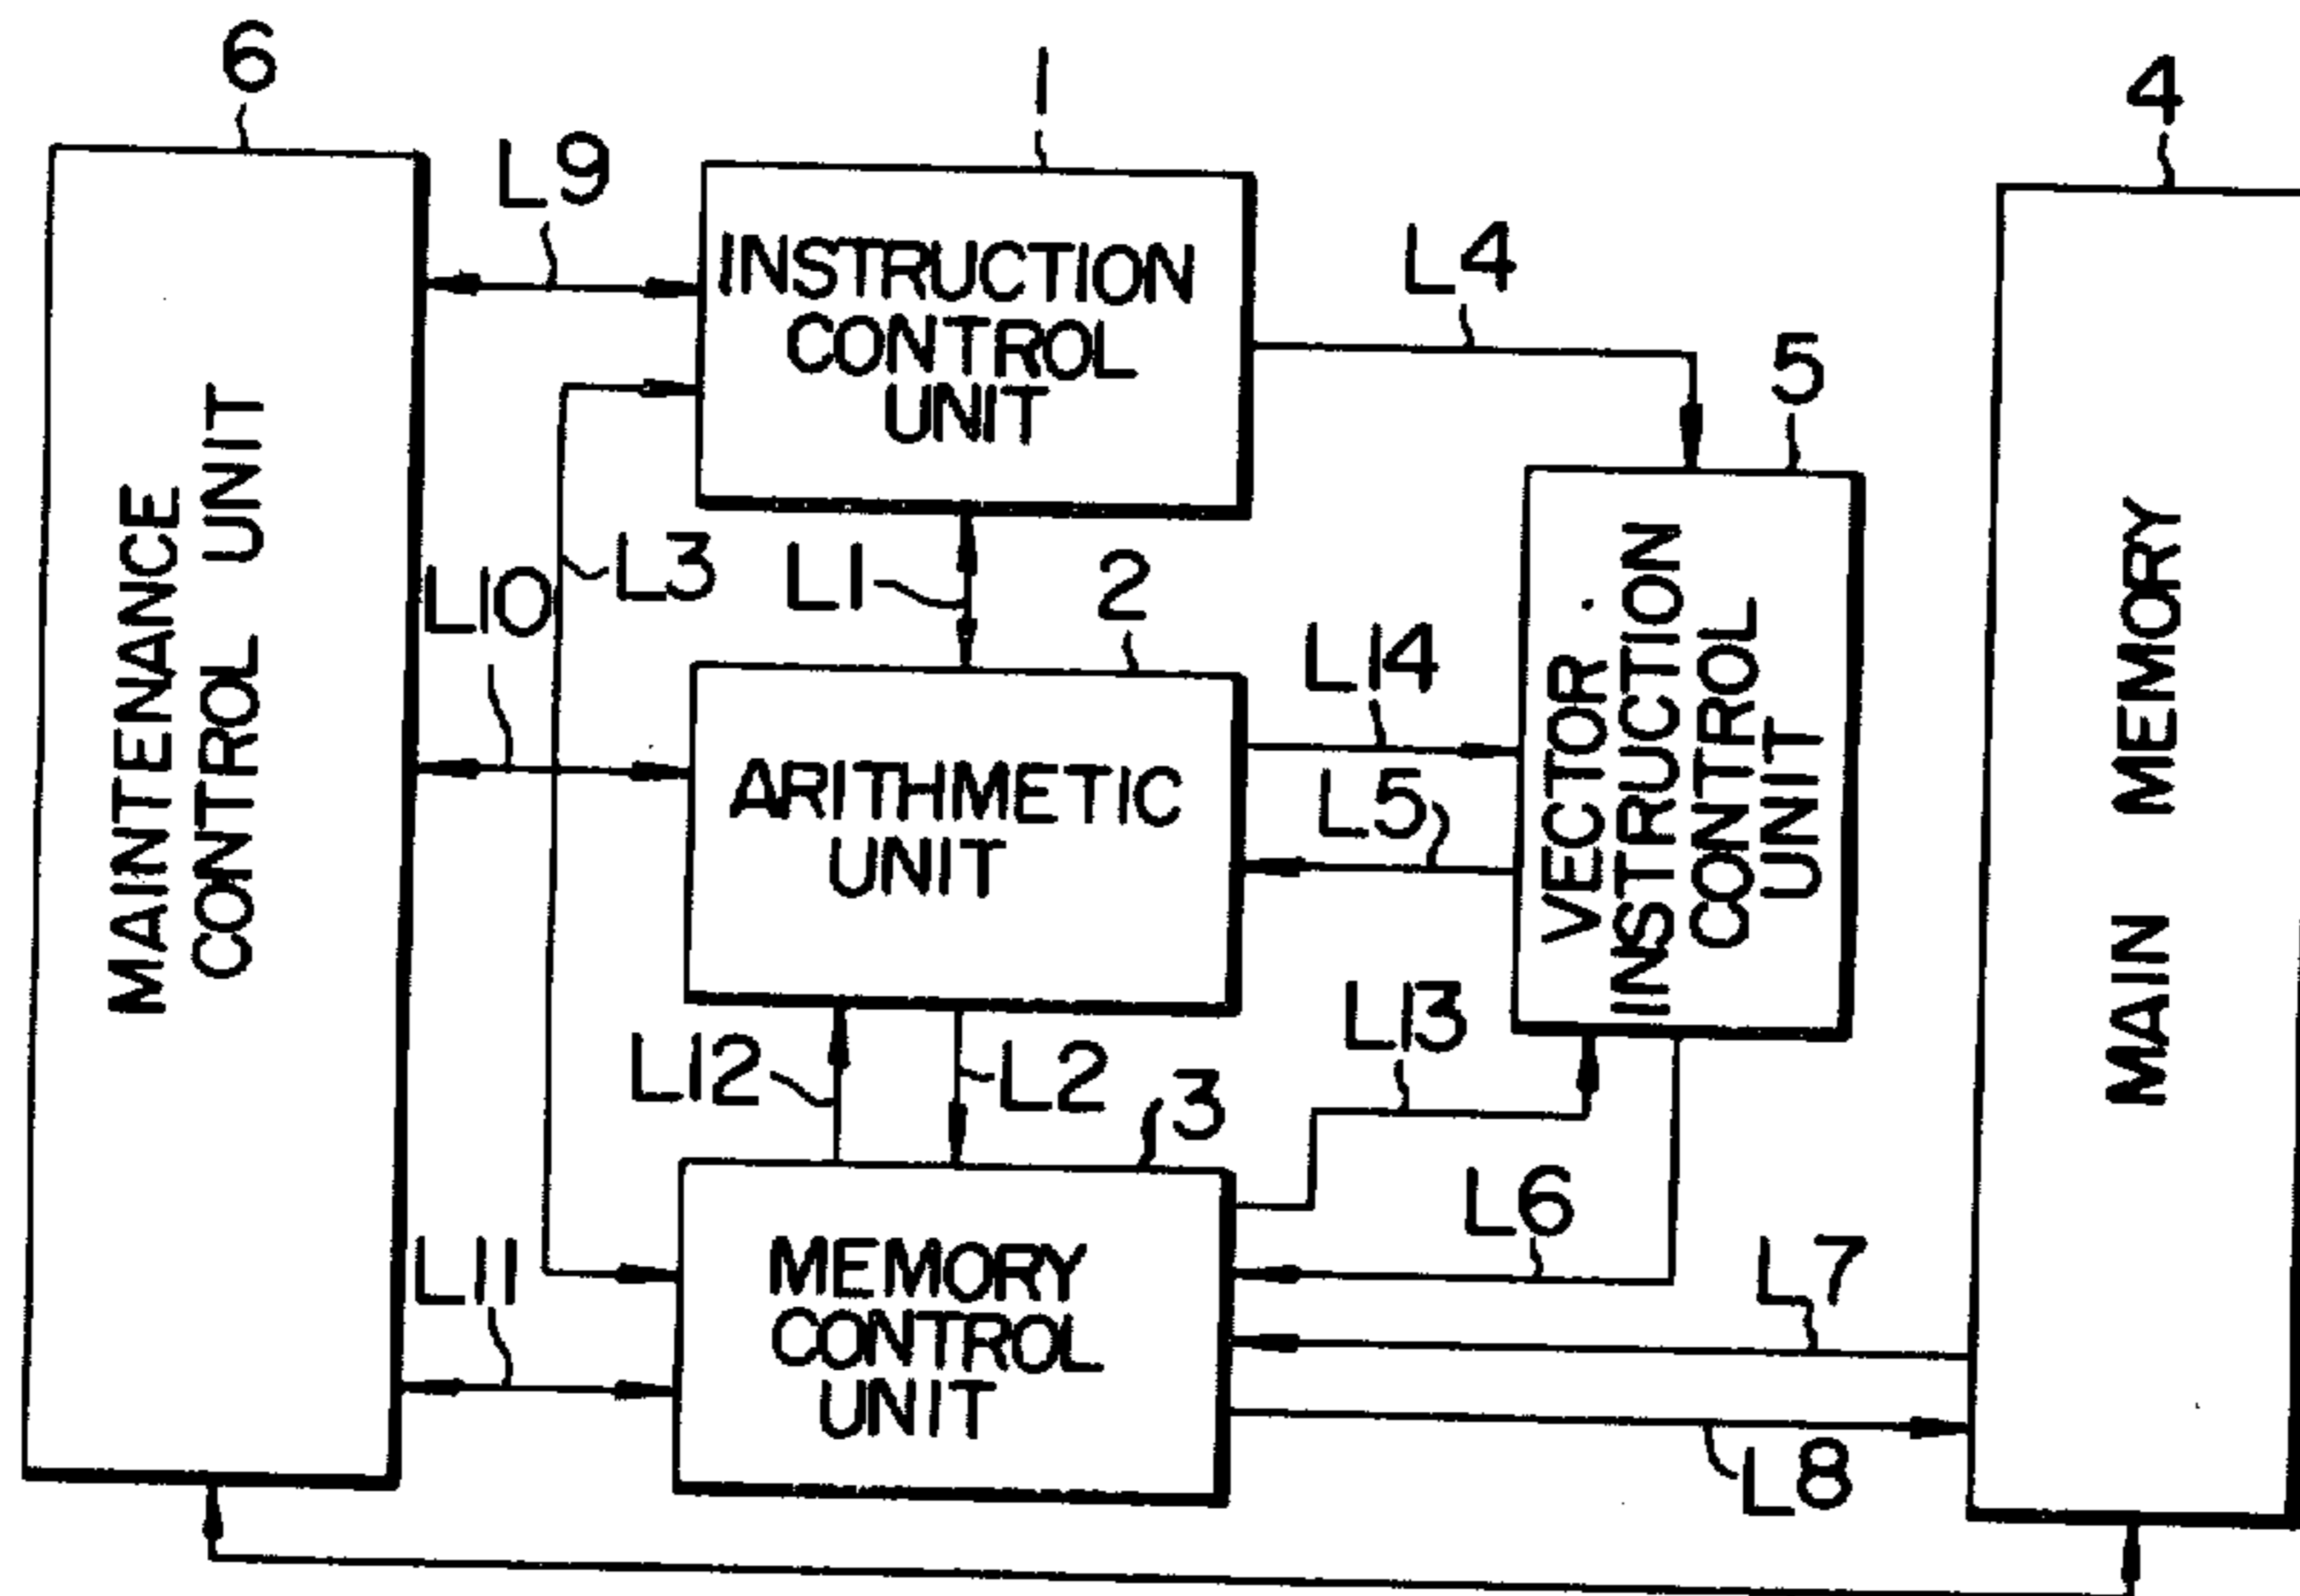 6
1
4
L9
INSTRUCTION
CONTROL
UNIT
L4
5
MAINTENANCE
CONTROL UNIT
L10
L3
L1
2
L14
VECTOR
INSTRUCTION
CONTROL
UNIT
MAIN MEMORY
ARITHMETIC
UNIT
L5
L12
L2
3
L13
L6
L11
MEMORY
CONTROL
UNIT
L7
L8